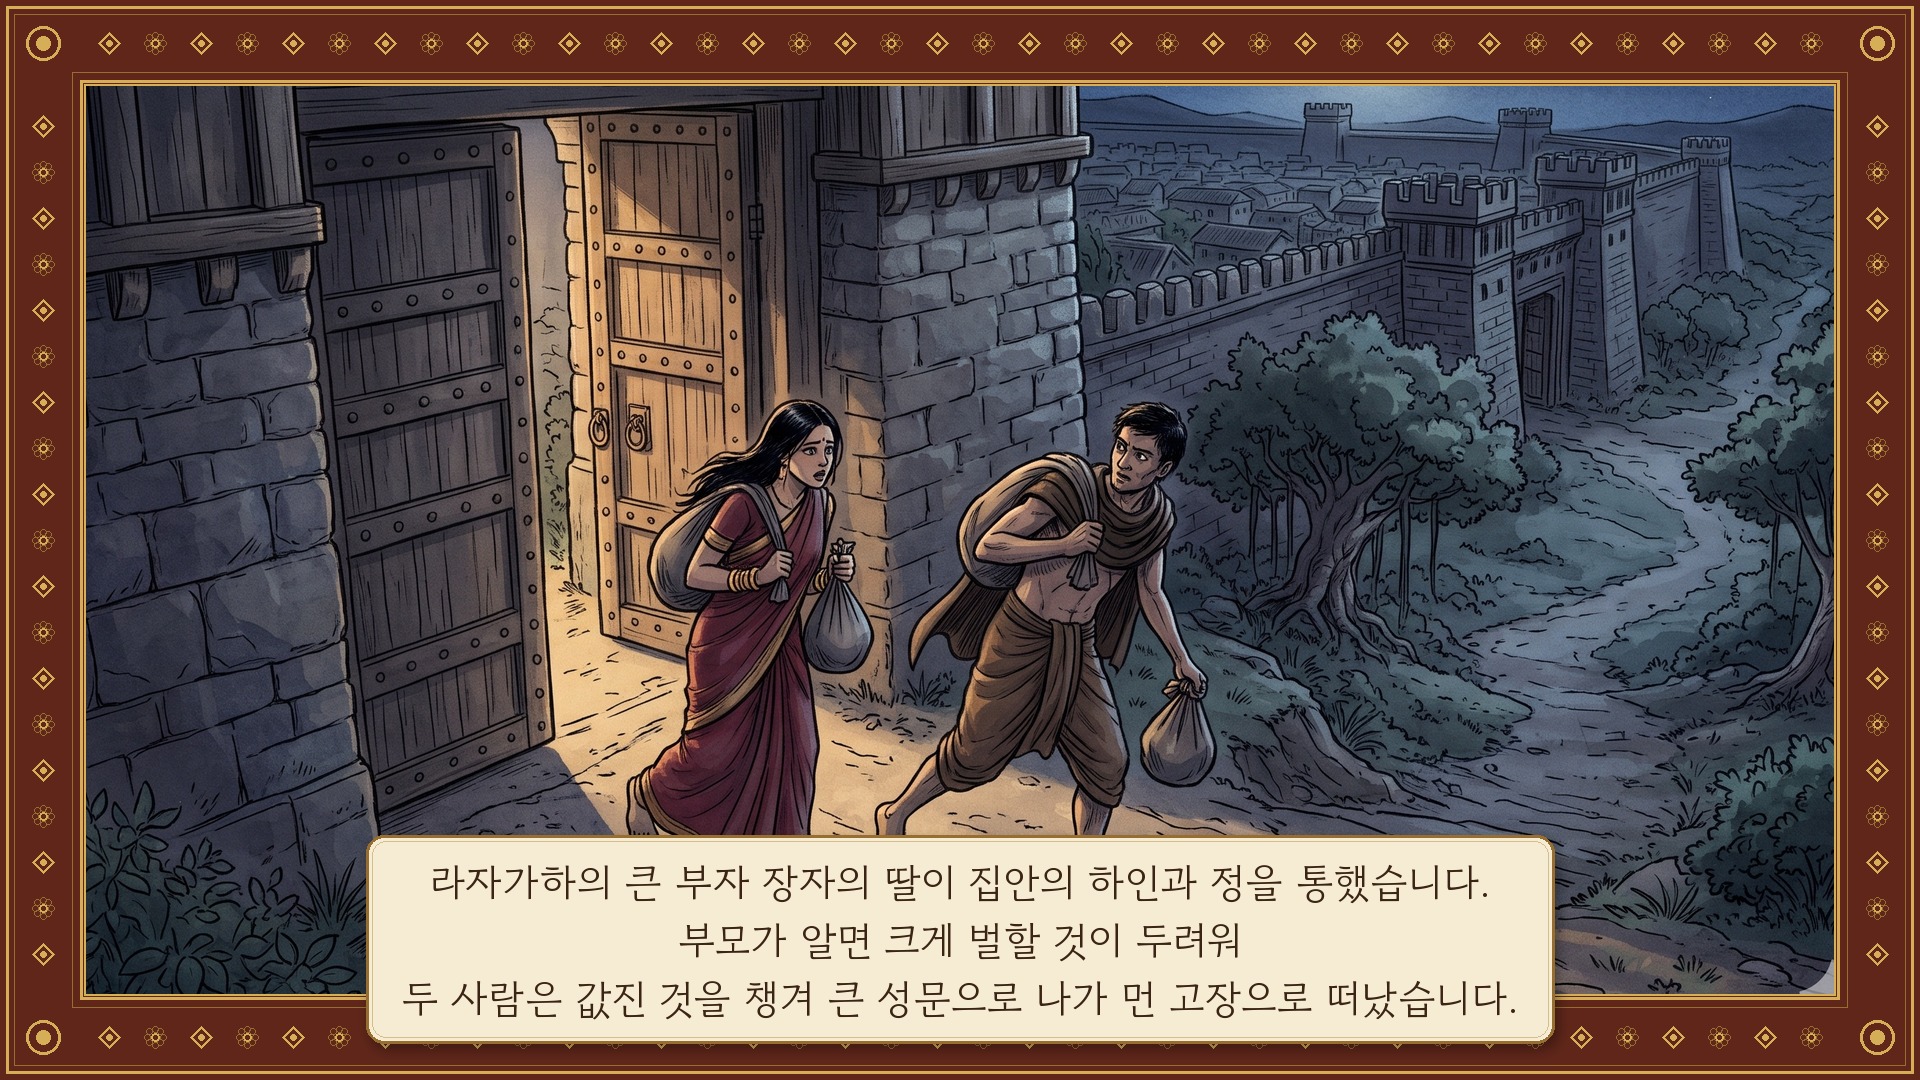 라자가하의 큰 부자 장자의 딸이 집안의 하인과 정을 통했습니다.
부모가 알면 크게 벌할 것이 두려워
두 사람은 값진 것을 챙겨 큰 성문으로 나가 먼 고장으로 떠났습니다.